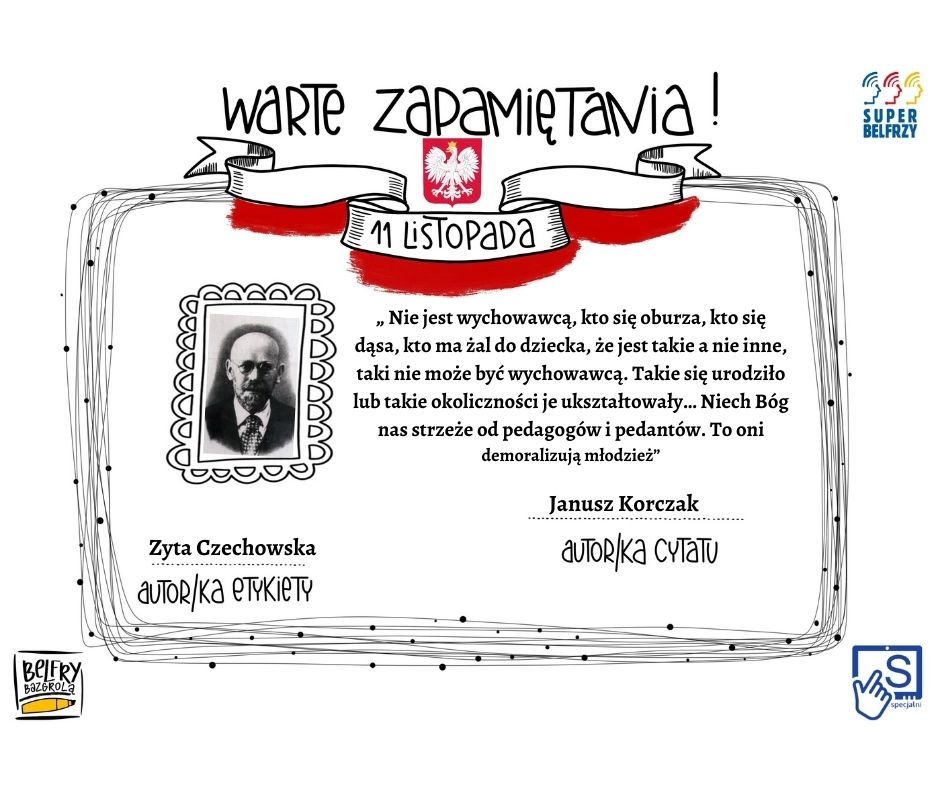 WARTE ZAPAMIĘTANIA!
SUPER
BELFRZY
11 LISTOPADA
„ Nie jest wychowawcą, kto się oburza, kto się
dąsa, kto ma żal do dziecka, że jest takie a nie inne,
taki nie może być wychowawcą. Takie się urodziło
lub takie okoliczności je ukształtowały... Niech Bóg
nas strzeże od pedagogów i pedantów. To oni
demoralizują młodzież”
Janusz Korczak
AUTOR/KA CYTATU
Zyta Czechowska
AUTOR/KA ETYKIETY
BELFRY
BAZGROLĄ
S
specjalni